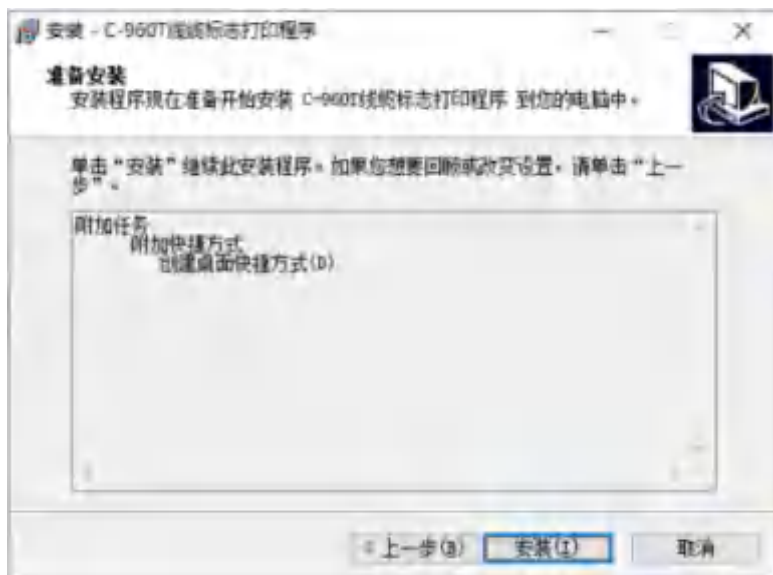 安装 - C-960T线缆标志打印程序
准备安装
安装程序现在准备开始安装 C-960T线缆标志打印程序 到您的电脑中。
单击“安装”继续此安装程序。如果您想要回顾或改变设置，请单击“上一
步”。
附加任务
附加快捷方式
创建桌面快捷方式(D)
< 上一步(B)
安装(I)
取消